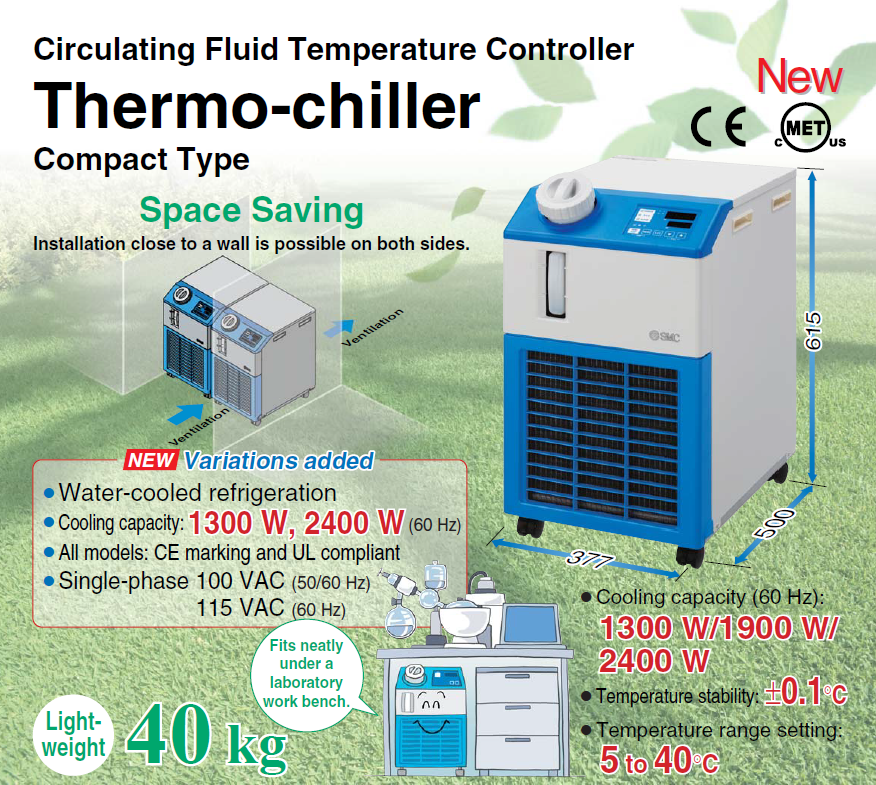 Circulating Fluid Temperature Controller
Thermo-chiller
Compact Type
New
CE
c MET us
Space Saving
Installation close to a wall is possible on both sides.
Ventilation
Ventilation
SMC
615
500
377
NEW Variations added
• Water-cooled refrigeration
• Cooling capacity: 1300 W, 2400 W (60 Hz)
• All models: CE marking and UL compliant
• Single-phase 100 VAC (50/60 Hz)
115 VAC (60 Hz)
Fits neatly
under a
laboratory
work bench.
Light-
weight 40 kg
• Cooling capacity (60 Hz):
1300 W/1900 W/
2400 W
• Temperature stability: ±0.1°C
• Temperature range setting:
5 to 40°C